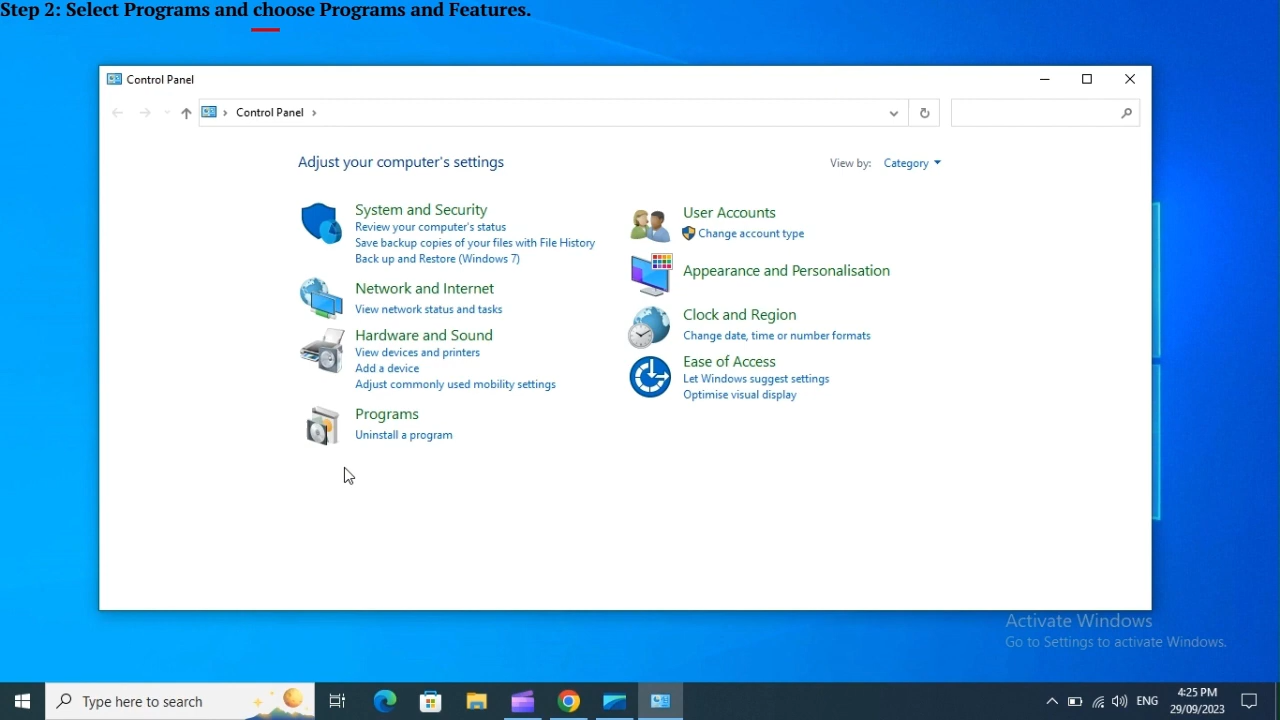 Step 2: Select Programs and choose Programs and Features.
Control Panel
Control Panel
Adjust your computer's settings
View by: Category
System and Security
Review your computer's status
Save backup copies of your files with File History
Back up and Restore (Windows 7)
Network and Internet
View network status and tasks
Hardware and Sound
View devices and printers
Add a device
Adjust commonly used mobility settings
Programs
Uninstall a program
User Accounts
Change account type
Appearance and Personalisation
Clock and Region
Change date, time or number formats
Ease of Access
Let Windows suggest settings
Optimise visual display
Activate Windows
Go to Settings to activate Windows.
Type here to search
ENG
4:25 PM
29/09/2023